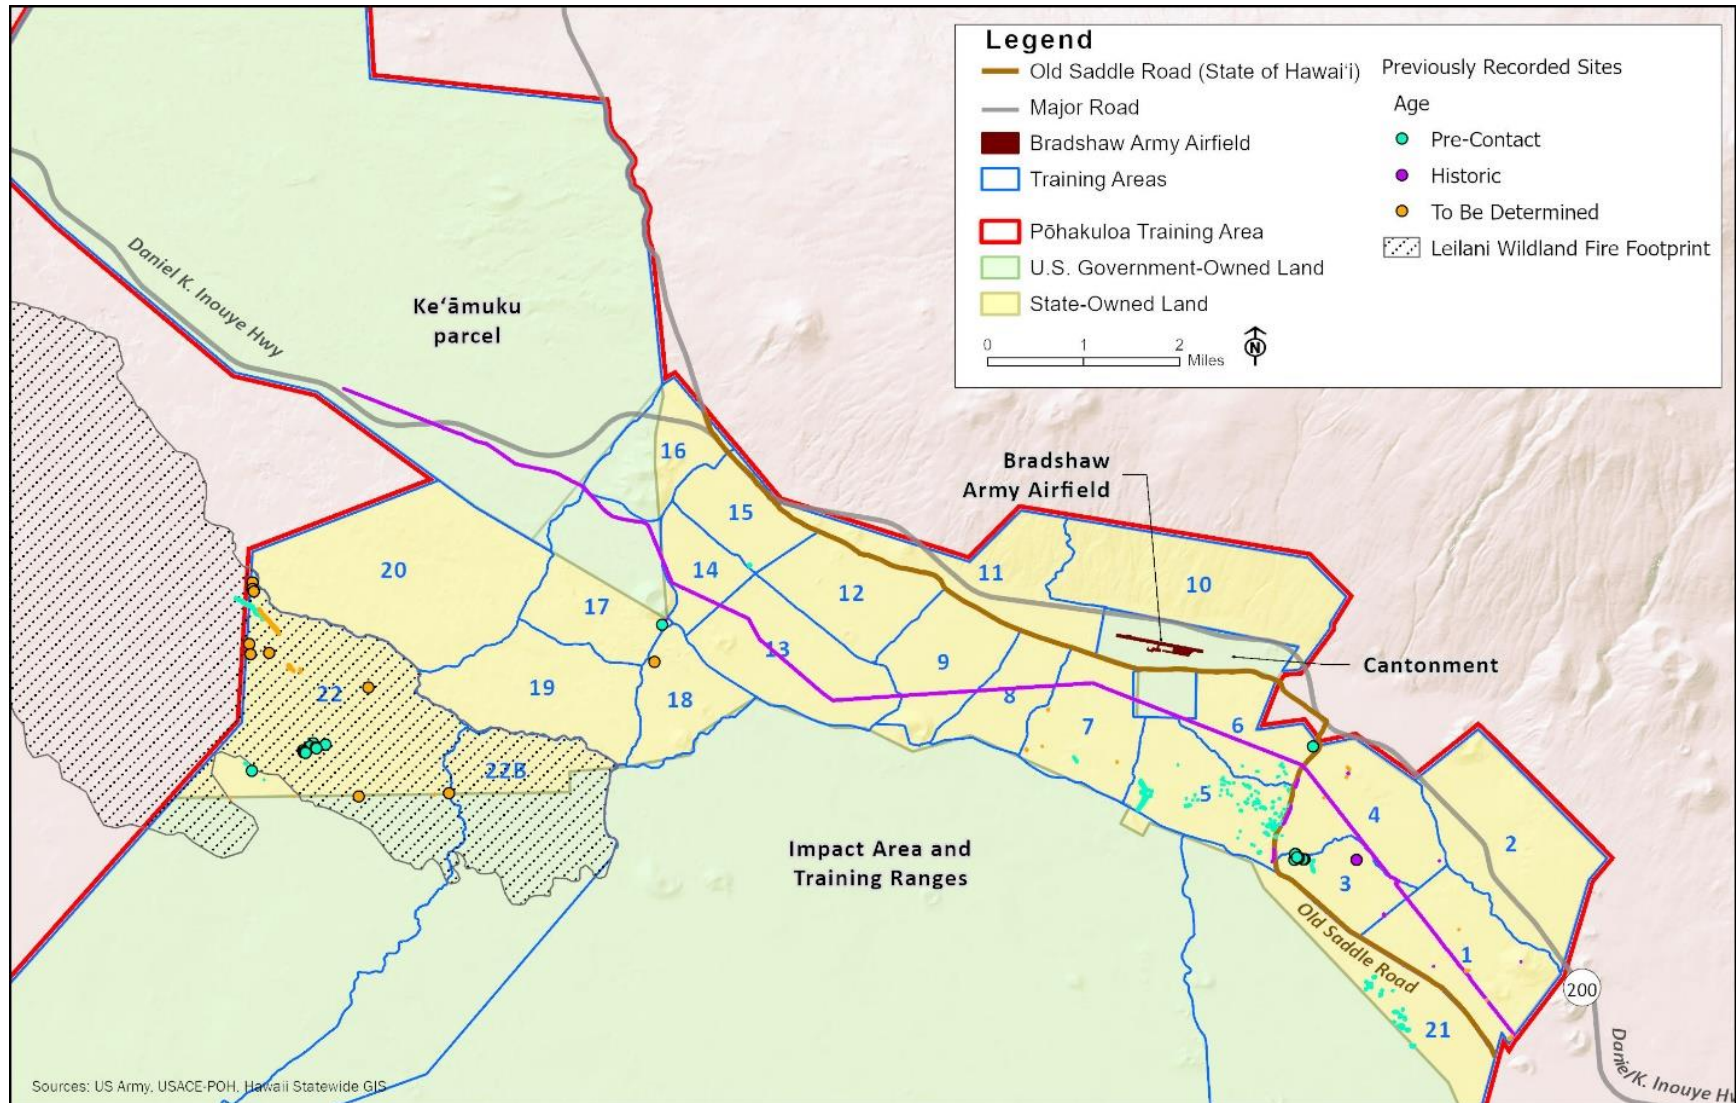 Legend
Old Saddle Road (State of Hawai‘i)
Major Road
Bradshaw Army Airfield
Training Areas
Pōhakuloa Training Area
U.S. Government-Owned Land
State-Owned Land
0 1 2
Miles
N
Previously Recorded Sites
Age
Pre-Contact
Historic
To Be Determined
Leilani Wildland Fire Footprint
Daniel K. Inouye Hwy
Ke‘āmuku
parcel
Bradshaw
Army Airfield
Cantonment
16
15
14
20
17
12
11
10
13
9
19
18
8
7
6
22
22B
5
4
2
3
1
21
Impact Area and
Training Ranges
Old Saddle Road
200
Daniel K. Inouye H
Sources: US Army, USACE-POH, Hawaii Statewide GIS